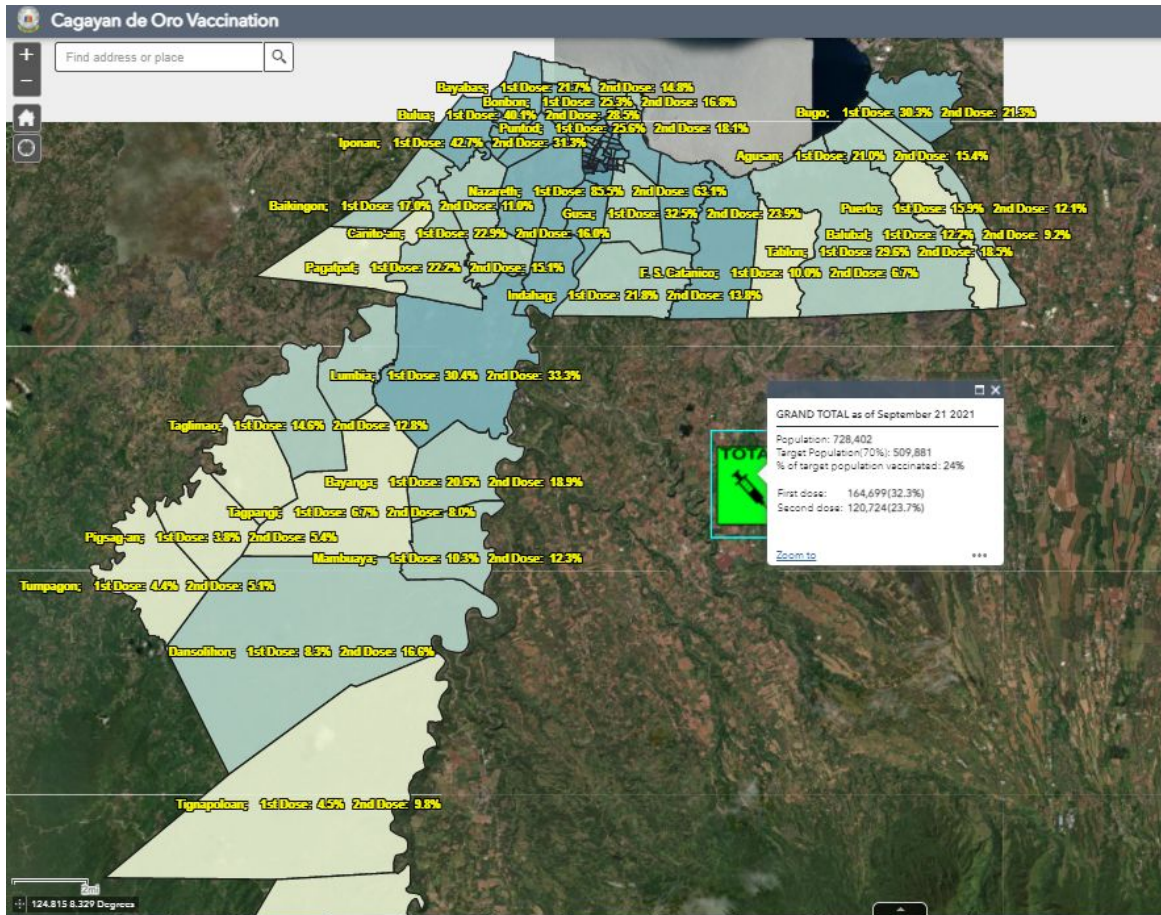 Cagayan de Oro Vaccination
+
Find address or place
−
Bayabas; 1st Dose: 21.7% 2nd Dose: 14.8%
Bonbon; 1st Dose: 25.3% 2nd Dose: 16.8%
Bulua; 1st Dose: 40.1% 2nd Dose: 28.5%
Bugo; 1st Dose: 30.3% 2nd Dose: 21.3%
Puntod; 1st Dose: 25.6% 2nd Dose: 18.1%
Iponan; 1st Dose: 42.7% 2nd Dose: 31.3%
Agusan; 1st Dose: 21.0% 2nd Dose: 15.4%
Nazareth; 1st Dose: 85.5% 2nd Dose: 63.1%
Baikingon; 1st Dose: 17.0% 2nd Dose: 11.0%
Gusa; 1st Dose: 32.5% 2nd Dose: 23.9%
Puerto; 1st Dose: 15.9% 2nd Dose: 12.1%
Canito-an; 1st Dose: 22.9% 2nd Dose: 16.0%
Balubal; 1st Dose: 12.2% 2nd Dose: 9.2%
Tablon; 1st Dose: 29.6% 2nd Dose: 18.5%
Pagatpat; 1st Dose: 22.2% 2nd Dose: 15.1%
F. S. Catanico; 1st Dose: 10.0% 2nd Dose: 6.7%
Indahag; 1st Dose: 21.8% 2nd Dose: 13.8%
Lumbia; 1st Dose: 30.4% 2nd Dose: 33.3%
Taglimao; 1st Dose: 14.6% 2nd Dose: 12.8%
Bayanga; 1st Dose: 20.6% 2nd Dose: 18.9%
Tagpangi; 1st Dose: 6.7% 2nd Dose: 8.0%
Pigsag-an; 1st Dose: 3.8% 2nd Dose: 5.4%
Mambuaya; 1st Dose: 10.3% 2nd Dose: 12.3%
Tumpagon; 1st Dose: 4.4% 2nd Dose: 5.1%
Dansolihon; 1st Dose: 8.3% 2nd Dose: 16.6%
Tignapoloan; 1st Dose: 4.5% 2nd Dose: 9.8%
TOTA
GRAND TOTAL as of September 21 2021
Population: 728,402
Target Population(70%): 509,881
% of target population vaccinated: 24%
First dose: 164,699(32.3%)
Second dose: 120,724(23.7%)
Zoom to
2mi
124.815 8.329 Degrees